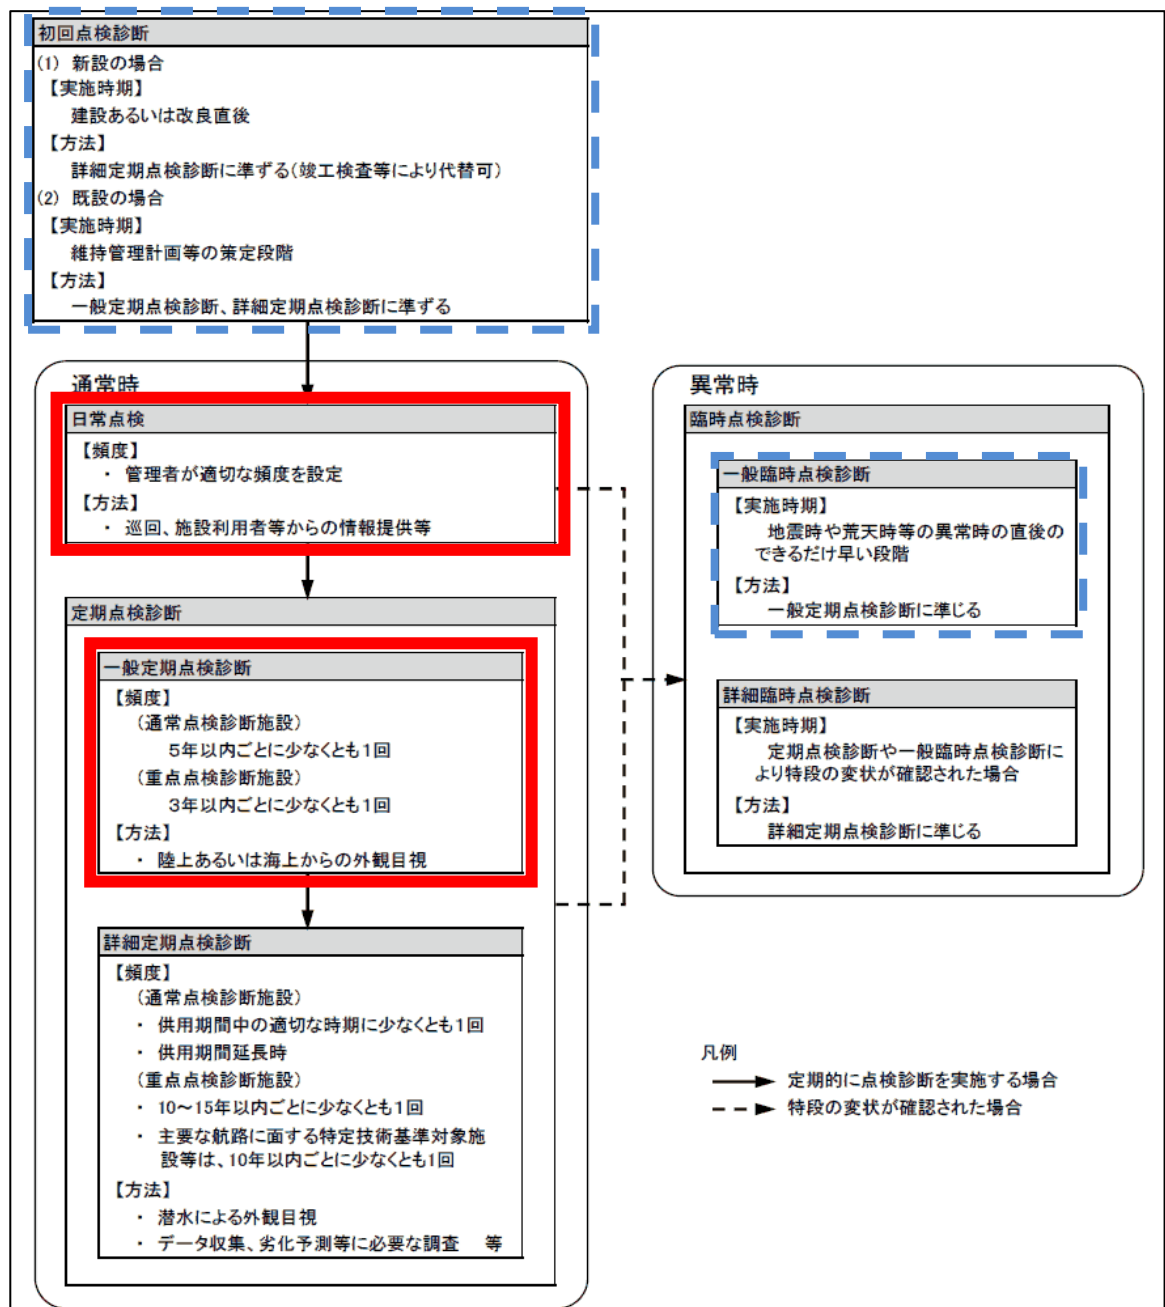 初回点検診断
(1) 新設の場合
【実施時期】
建設あるいは改良直後
【方法】
詳細定期点検診断に準ずる(竣工検査等により代替可)
(2) 既設の場合
【実施時期】
維持管理計画等の策定段階
【方法】
一般定期点検診断、詳細定期点検診断に準ずる
通常時
日常点検
【頻度】
・ 管理者が適切な頻度を設定
【方法】
・ 巡回、施設利用者等からの情報提供等
定期点検診断
一般定期点検診断
【頻度】
(通常点検診断施設)
5年以内ごとに少なくとも1回
(重点点検診断施設)
3年以内ごとに少なくとも1回
【方法】
・ 陸上あるいは海上からの外観目視
詳細定期点検診断
【頻度】
(通常点検診断施設)
・ 供用期間中の適切な時期に少なくとも1回
・ 供用期間延長時
(重点点検診断施設)
・ 10～15年以内ごとに少なくとも1回
・ 主要な航路に面する特定技術基準対象施
設等は、10年以内ごとに少なくとも1回
【方法】
・ 潜水による外観目視
・ データ収集、劣化予測等に必要な調査 等
異常時
臨時点検診断
一般臨時点検診断
【実施時期】
地震時や荒天時等の異常時の直後の
できるだけ早い段階
【方法】
一般定期点検診断に準じる
詳細臨時点検診断
【実施時期】
定期点検診断や一般臨時点検診断に
より特段の変状が確認された場合
【方法】
詳細定期点検診断に準じる
凡例
定期的に点検診断を実施する場合
特段の変状が確認された場合